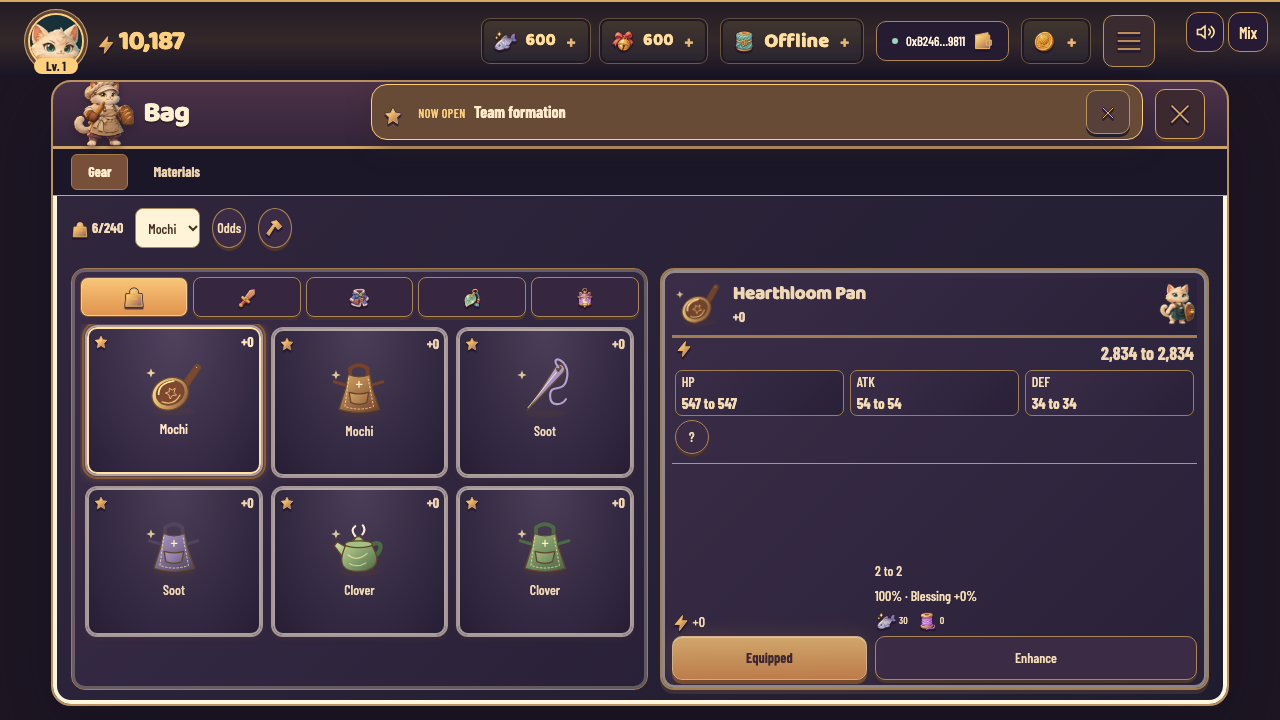 Lv. 1
10,187
600 +
600 +
Offline +
0xB246...9811
+
Mix
Bag
NOW OPEN Team formation
Gear
Materials
6/240
Mochi
Odds
+0
Mochi
+0
Mochi
+0
Soot
+0
Soot
+0
Clover
+0
Clover
Hearthloom Pan
+0
2,834 to 2,834
HP
547 to 547
ATK
54 to 54
DEF
34 to 34
?
2 to 2
100% · Blessing +0%
+0
30
0
Equipped
Enhance